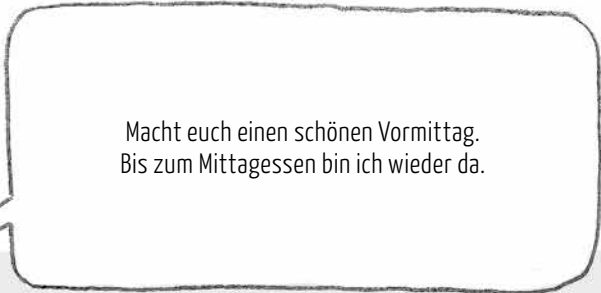 Macht euch einen schönen Vormittag.
Bis zum Mittagessen bin ich wieder da.